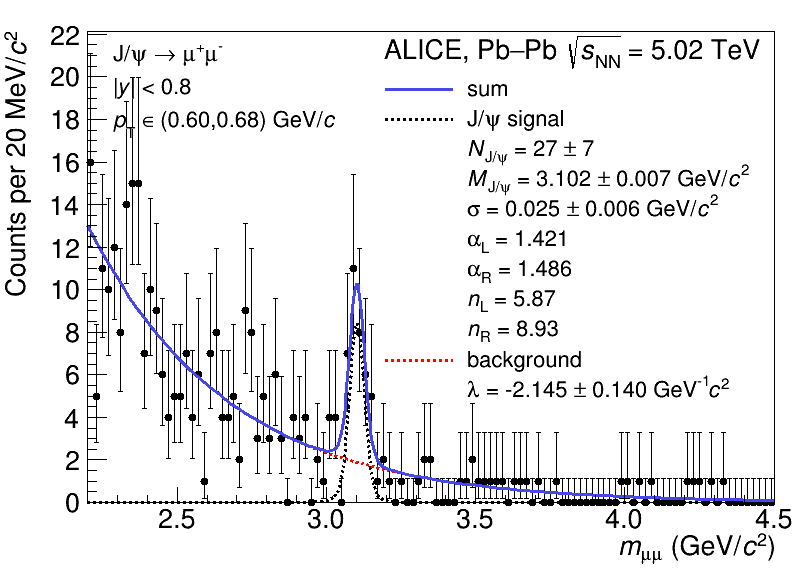 J/ψ → μ⁺μ⁻
|y| < 0.8
p_T ∈ (0.60,0.68) GeV/c
ALICE, Pb–Pb √s_NN = 5.02 TeV
sum
J/ψ signal
N_J/ψ = 27 ± 7
M_J/ψ = 3.102 ± 0.007 GeV/c²
σ = 0.025 ± 0.006 GeV/c²
α_L = 1.421
α_R = 1.486
n_L = 5.87
n_R = 8.93
background
λ = -2.145 ± 0.140 GeV⁻¹c²
Counts per 20 MeV/c²
22
20
18
16
14
12
10
8
6
4
2
0
2.5 3.0 3.5 4.0 4.5
m_μμ (GeV/c²)